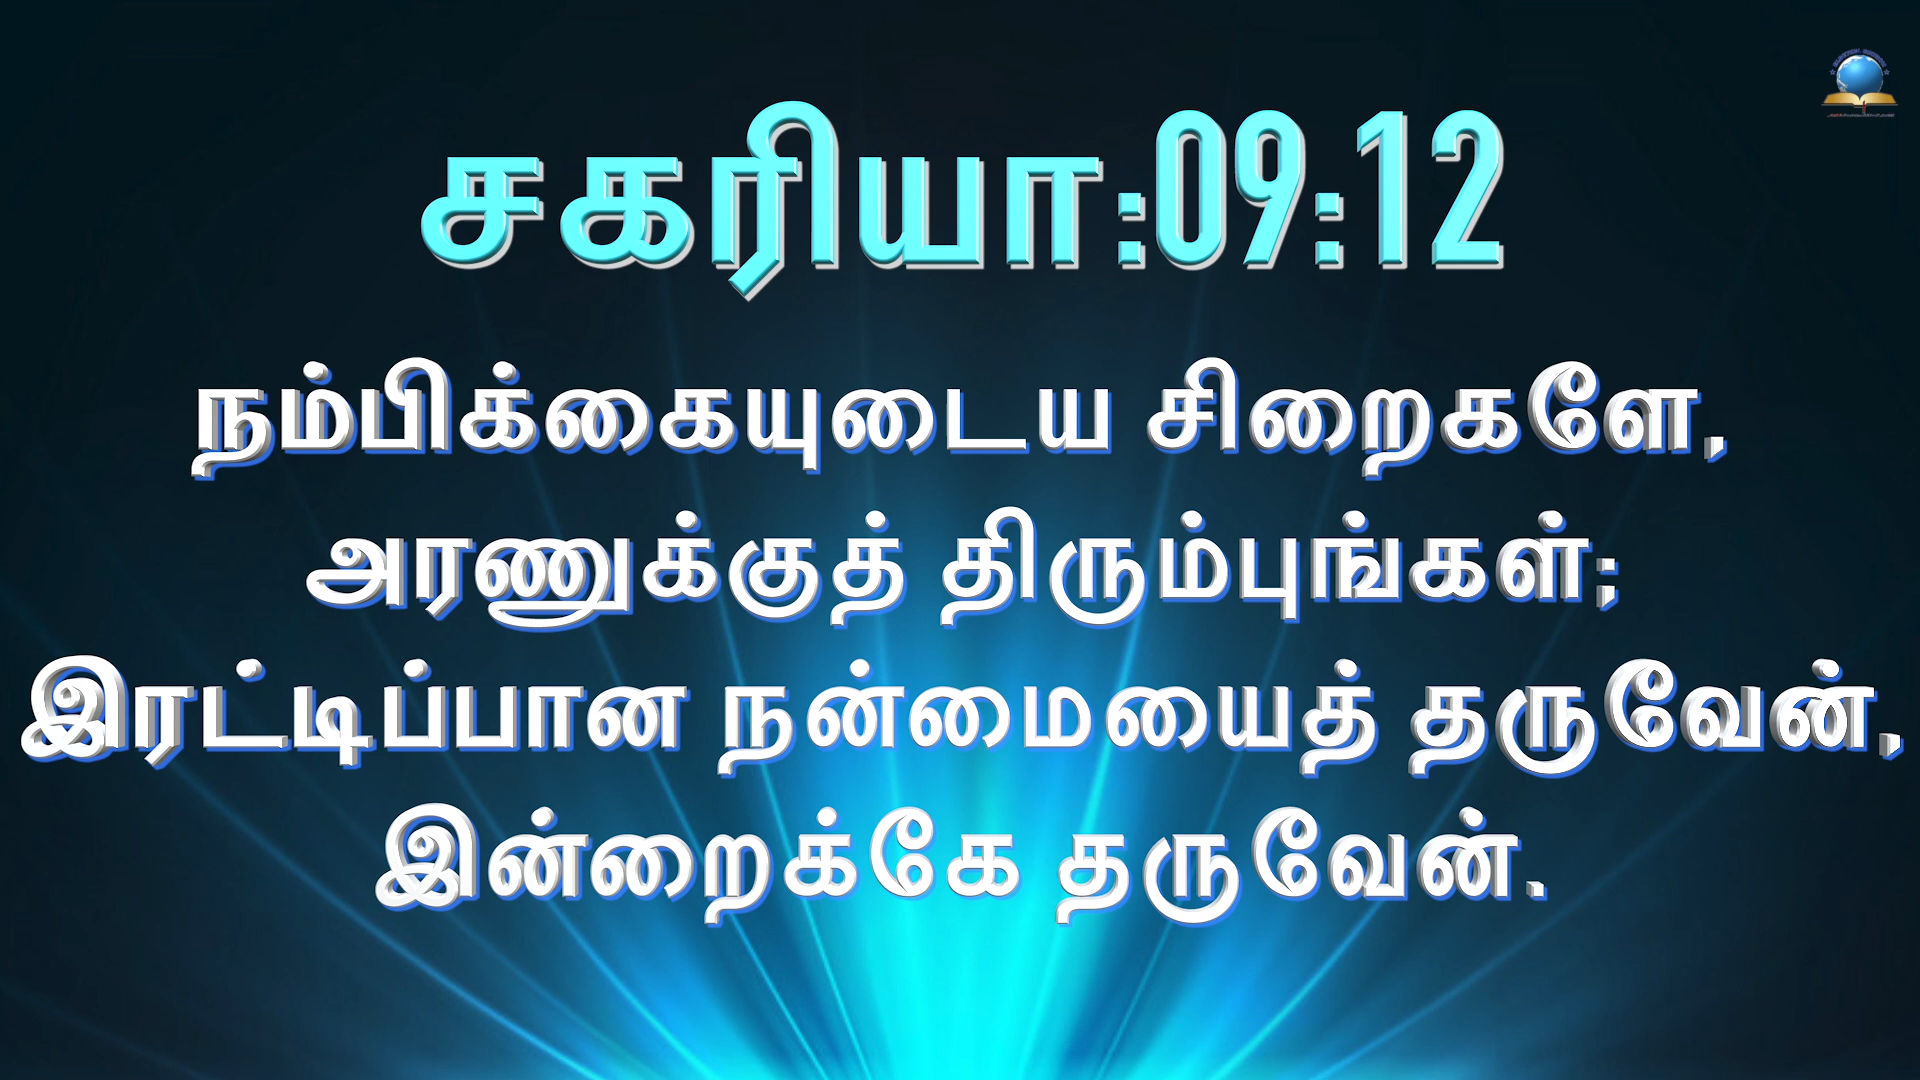 சகரியா:09:12
நம்பிக்கையுடைய சிறைகளே,
அரணுக்குத் திரும்புங்கள்;
இரட்டிப்பான நன்மையைத் தருவேன்,
இன்றைக்கே தருவேன்.